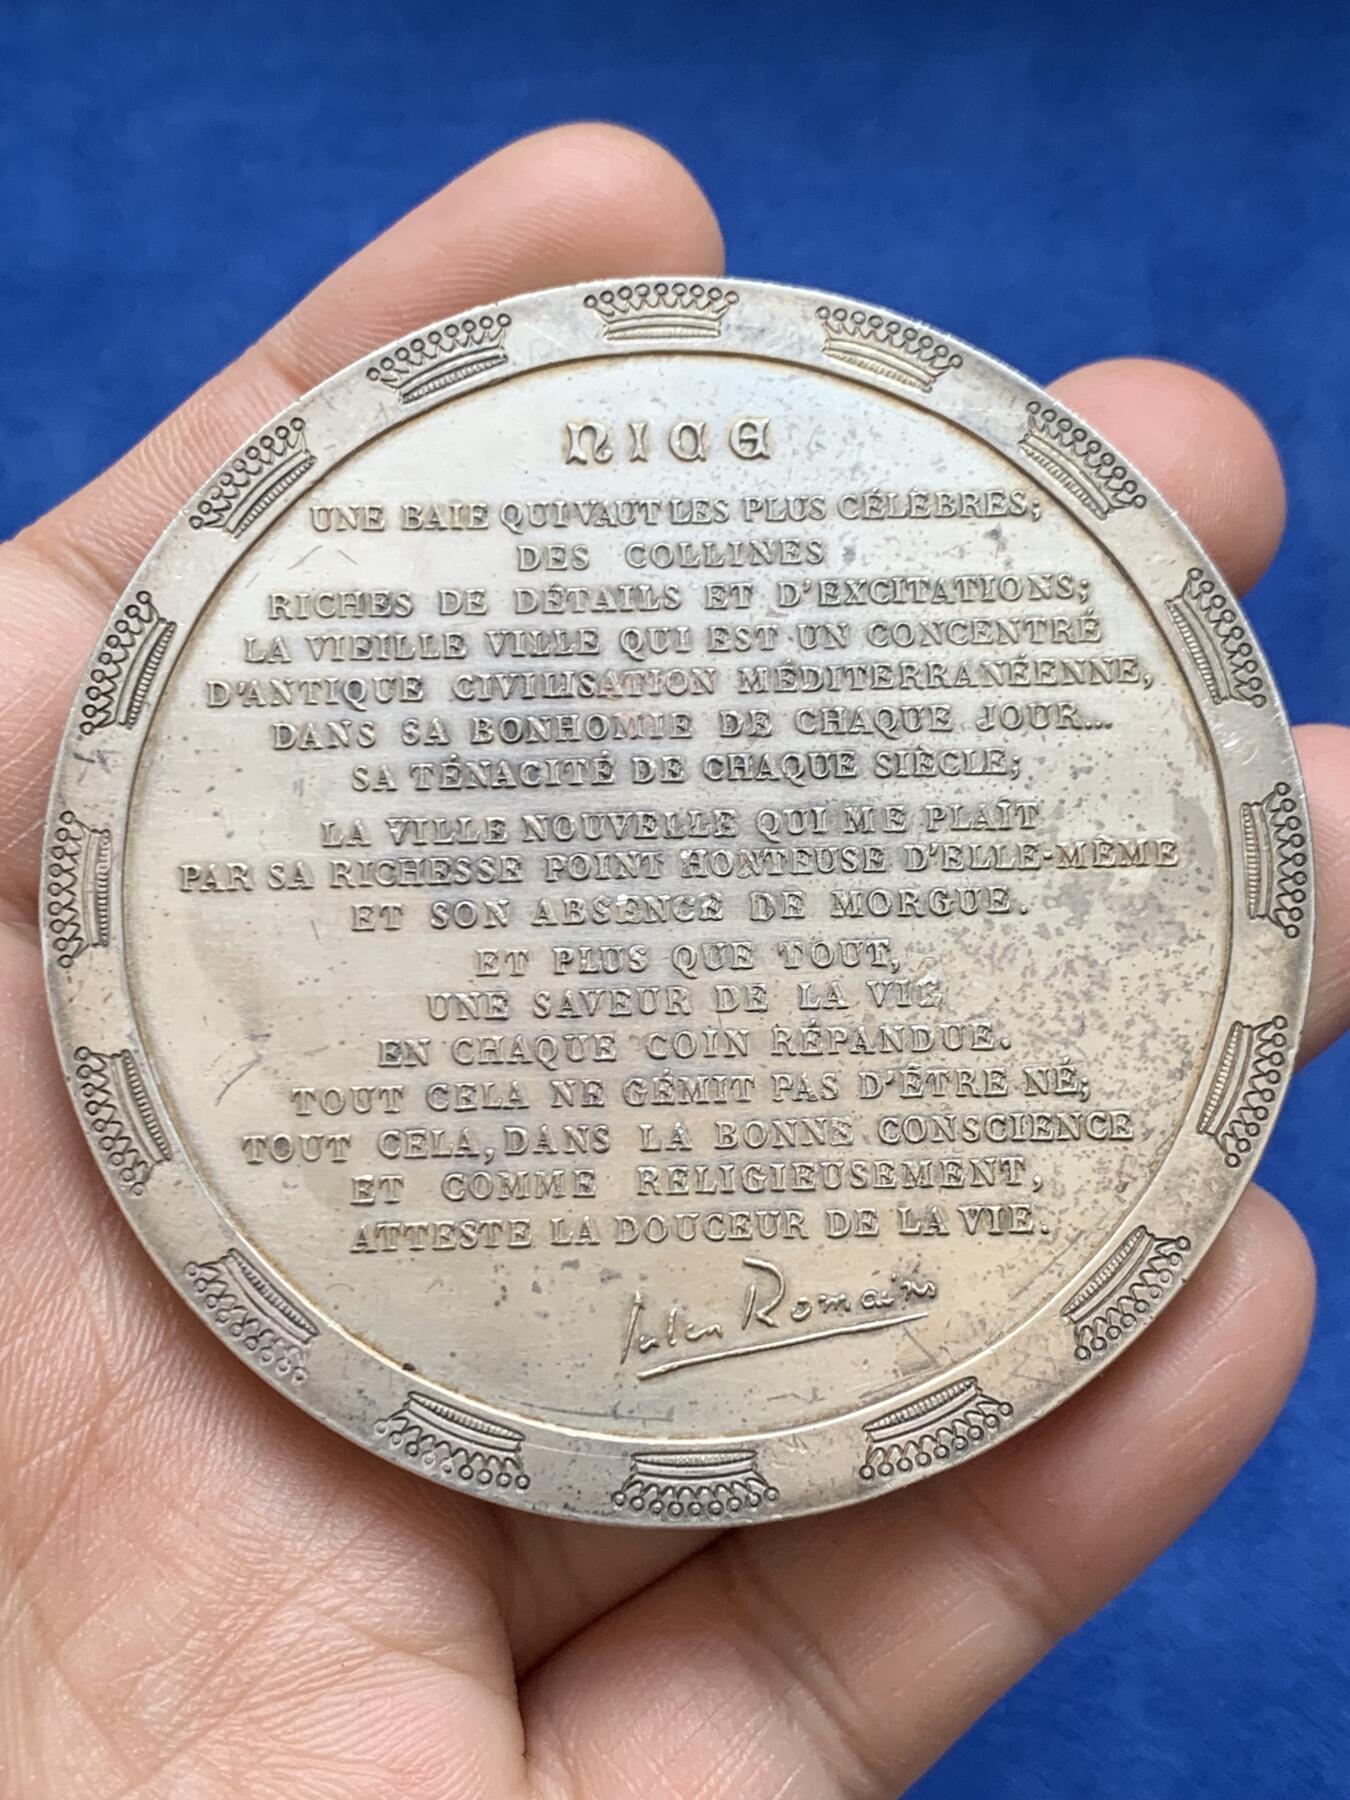 NICE
UNE BAIE QUI VAUT LES PLUS CÉLÈBRES;
DES COLLINES
RICHES DE DÉTAILS ET D'EXCITATIONS;
LA VIEILLE VILLE QUI EST UN CONCENTRÉ
D'ANTIQUE CIVILISATION MÉDITERRANÉENNE,
DANS SA BONHOMIE DE CHAQUE JOUR...
SA TÉNACITÉ DE CHAQUE SIÈCLE;
LA VILLE NOUVELLE QUI ME PLAÎT
PAR SA RICHESSE POINT HONTEUSE D'ELLE-MÊME
ET SON ABSENCE DE MORGUE.
ET PLUS QUE TOUT,
UNE SAVEUR DE LA VIE
EN CHAQUE COIN RÉPANDUE.
TOUT CELA NE GÉMIT PAS D'ÊTRE NÉ;
TOUT CELA, DANS LA BONNE CONSCIENCE
ET COMME RELIGIEUSEMENT,
ATTESTE LA DOUCEUR DE LA VIE.
Jules Romains